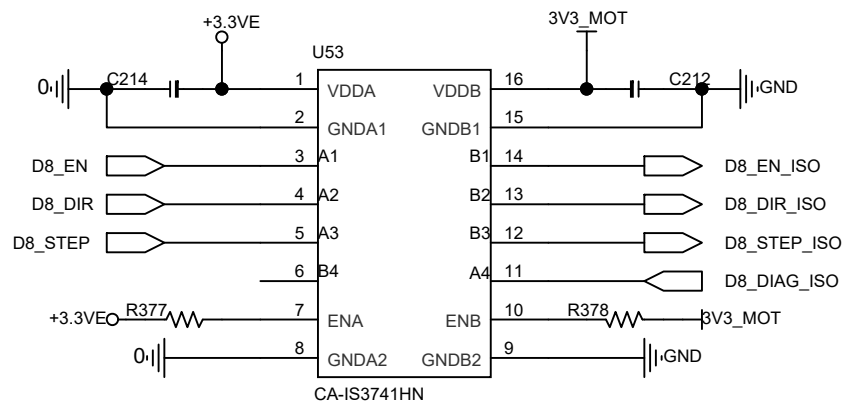 +3.3VE 3V3_MOT
U53
0 C214 1 VDDA VDDB 16 C212 GND
2 GNDA1 GNDB1 15
D8_EN 3 A1 B1 14 D8_EN_ISO
D8_DIR 4 A2 B2 13 D8_DIR_ISO
D8_STEP 5 A3 B3 12 D8_STEP_ISO
6 B4 A4 11 D8_DIAG_ISO
+3.3VE R377 7 ENA ENB 10 R378 3V3_MOT
0 8 GNDA2 GNDB2 9 GND
CA-IS3741HN